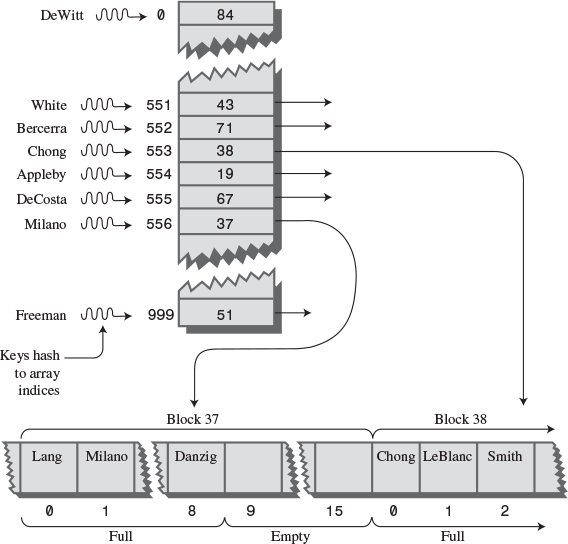 DeWitt 0 84
White 551 43
Bercerra 552 71
Chong 553 38
Appleby 554 19
DeCosta 555 67
Milano 556 37
Freeman 999 51
Keys hash
to array
indices
Block 37 Block 38
Lang Milano Danzig Chong LeBlanc Smith
0 1 8 9 15 0 1 2
Full Empty Full